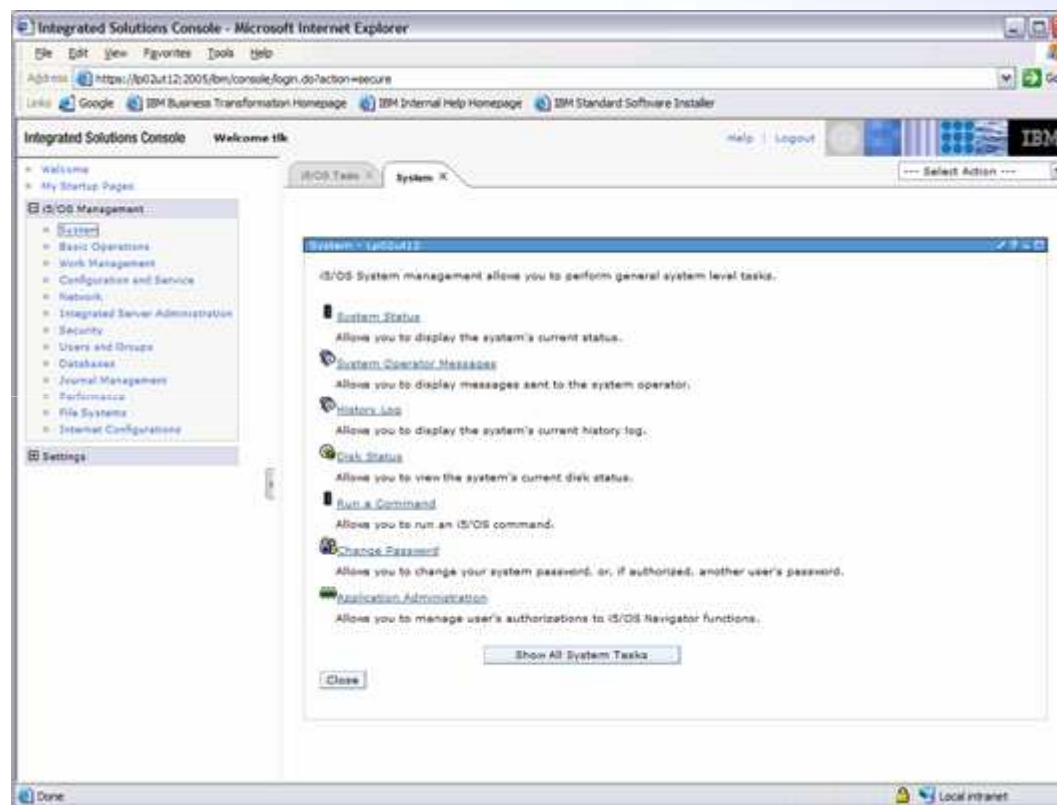 Integrated Solutions Console - Microsoft Internet Explorer
File Edit View Favorites Tools Help
Address https://lp02ut12:2005/ibm/console/login.do?action=secure Go
Links Google IBM Business Transformation Homepage IBM Internal Help Homepage IBM Standard Software Installer
Integrated Solutions Console Welcome tlk Help | Logout IBM
Welcome
My Startup Pages
i5/OS Management
System
Basic Operations
Work Management
Configuration and Service
Network
Integrated Server Administration
Security
Users and Groups
Databases
Journal Management
Performance
File Systems
Internet Configurations
Settings
i5/OS Tasks X System X --- Select Action ---
System - Lp02ut12
i5/OS System management allows you to perform general system level tasks.
System Status
Allows you to display the system's current status.
System Operator Messages
Allows you to display messages sent to the system operator.
History Log
Allows you to display the system's current history log.
Disk Status
Allows you to view the system's current disk status.
Run a Command
Allows you to run an i5/OS command.
Change Password
Allows you to change your system password, or, if authorized, another user's password.
Application Administration
Allows you to manage user's authorizations to i5/OS Navigator functions.
Show All System Tasks
Close
Done Local intranet